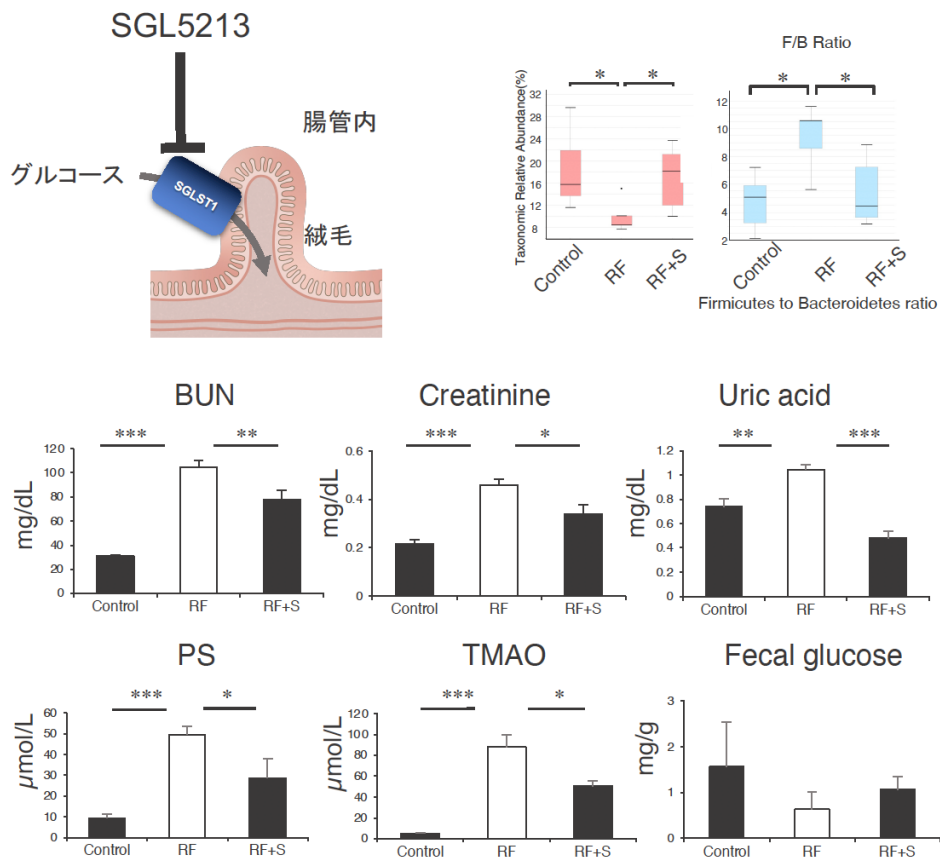 SGL5213
腸管内
グルコース
SGLST1
絨毛
Taxonomic Relative Abundance(%)
* *
32
28
24
20
16
12
8
Control RF RF+S
F/B Ratio
* *
12
10
8
6
4
2
Control RF RF+S
Firmicutes to Bacteroidetes ratio
BUN
*** **
mg/dL
120
100
80
60
40
20
0
Control RF RF+S
Creatinine
*** *
mg/dL
0.6
0.4
0.2
0
Control RF RF+S
Uric acid
** ***
mg/dL
1.2
1
0.8
0.6
0.4
0.2
0
Control RF RF+S
PS
*** *
µmol/L
60
50
40
30
20
10
0
Control RF RF+S
TMAO
*** *
µmol/L
120
100
80
60
40
20
0
Control RF RF+S
Fecal glucose
mg/g
3
2
1
0
Control RF RF+S